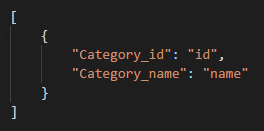 [
    {
        "Category_id": "id",
        "Category_name": "name"
    }
]